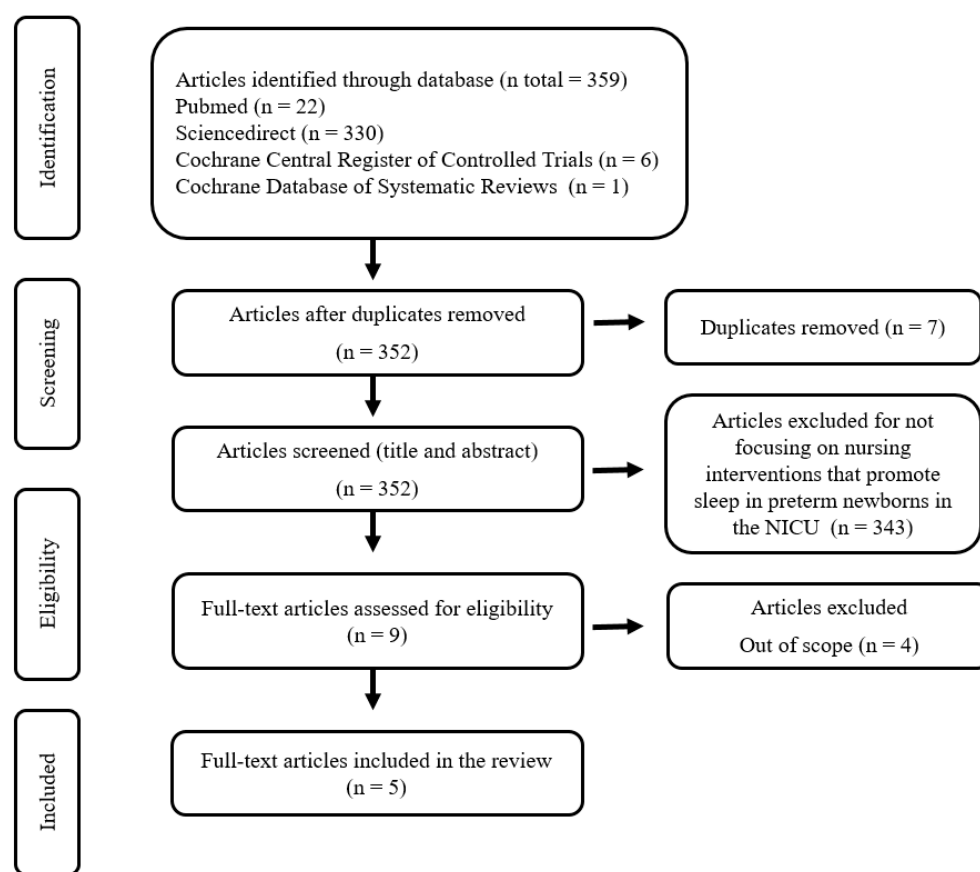 Identification
Articles identified through database (n total = 359)
Pubmed (n = 22)
Sciencedirect (n = 330)
Cochrane Central Register of Controlled Trials (n = 6)
Cochrane Database of Systematic Reviews (n = 1)
Screening
Articles after duplicates removed
(n = 352)
Duplicates removed (n = 7)
Articles screened (title and abstract)
(n = 352)
Articles excluded for not
focusing on nursing
interventions that promote
sleep in preterm newborns in
the NICU (n = 343)
Eligibility
Full-text articles assessed for eligibility
(n = 9)
Articles excluded
Out of scope (n = 4)
Included
Full-text articles included in the review
(n = 5)